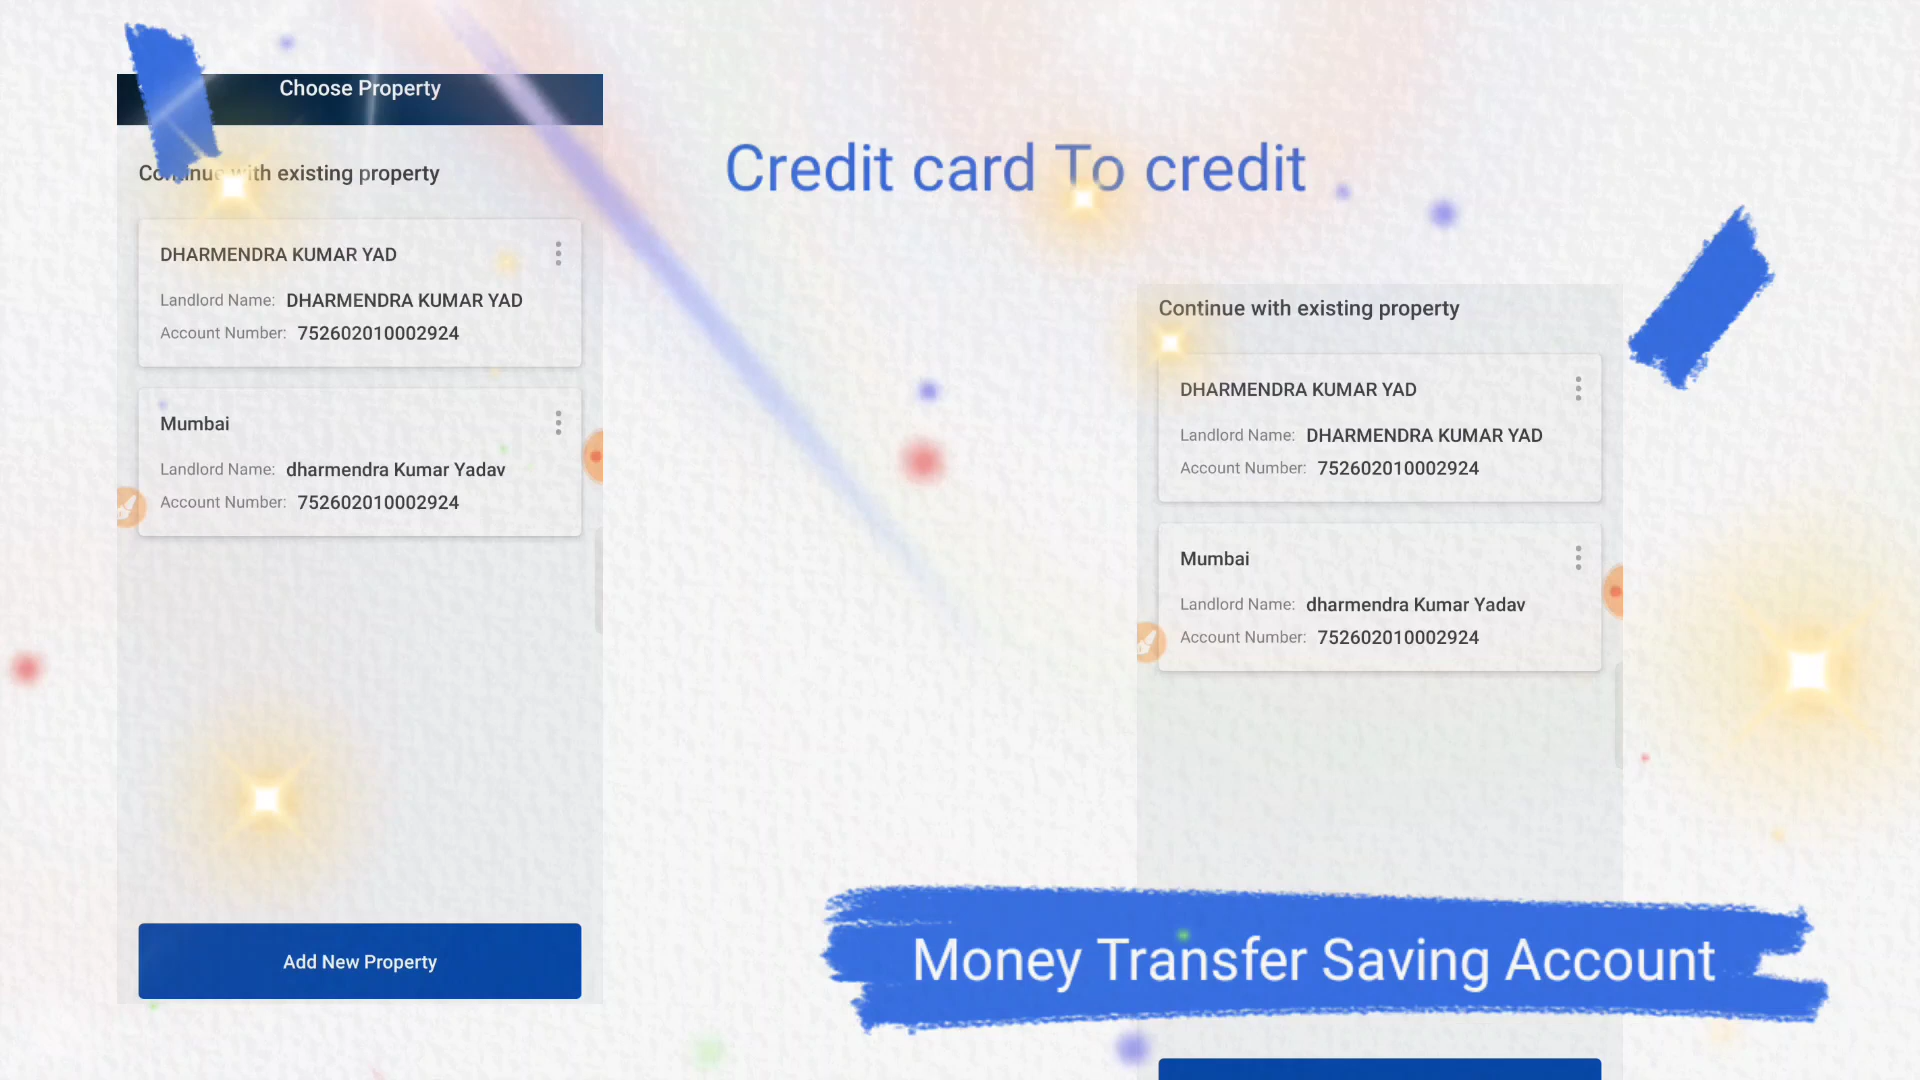 Choose Property
Continue with existing property
DHARMENDRA KUMAR YAD
Landlord Name: DHARMENDRA KUMAR YAD
Account Number: 752602010002924
Mumbai
Landlord Name: dharmendra Kumar Yadav
Account Number: 752602010002924
Add New Property
Credit card To credit
Continue with existing property
DHARMENDRA KUMAR YAD
Landlord Name: DHARMENDRA KUMAR YAD
Account Number: 752602010002924
Mumbai
Landlord Name: dharmendra Kumar Yadav
Account Number: 752602010002924
Money Transfer Saving Account